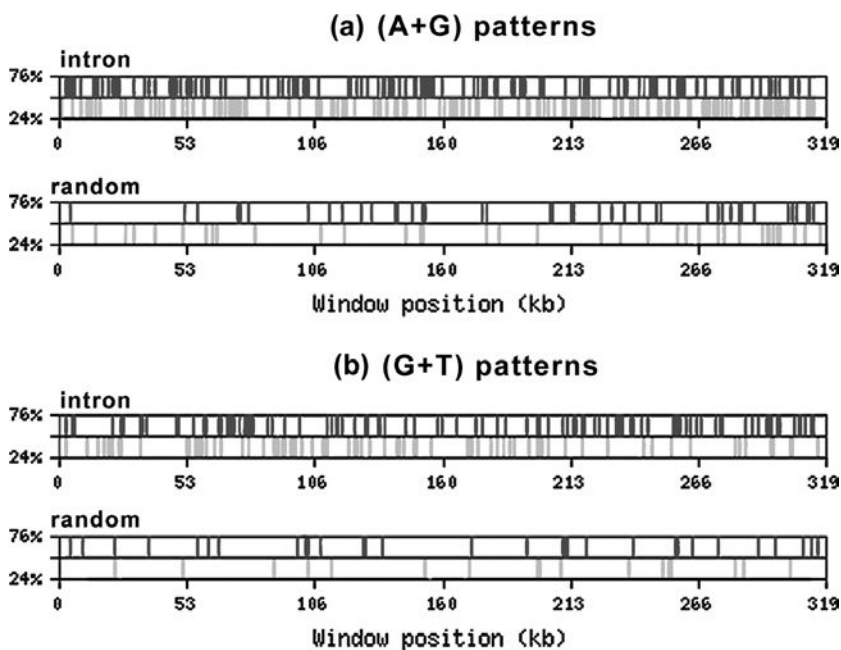 (a) (A+G) patterns
intron
76%
24%
0 53 106 160 213 266 319
random
76%
24%
0 53 106 160 213 266 319
Window position (kb)
(b) (G+T) patterns
intron
76%
24%
0 53 106 160 213 266 319
random
76%
24%
0 53 106 160 213 266 319
Window position (kb)